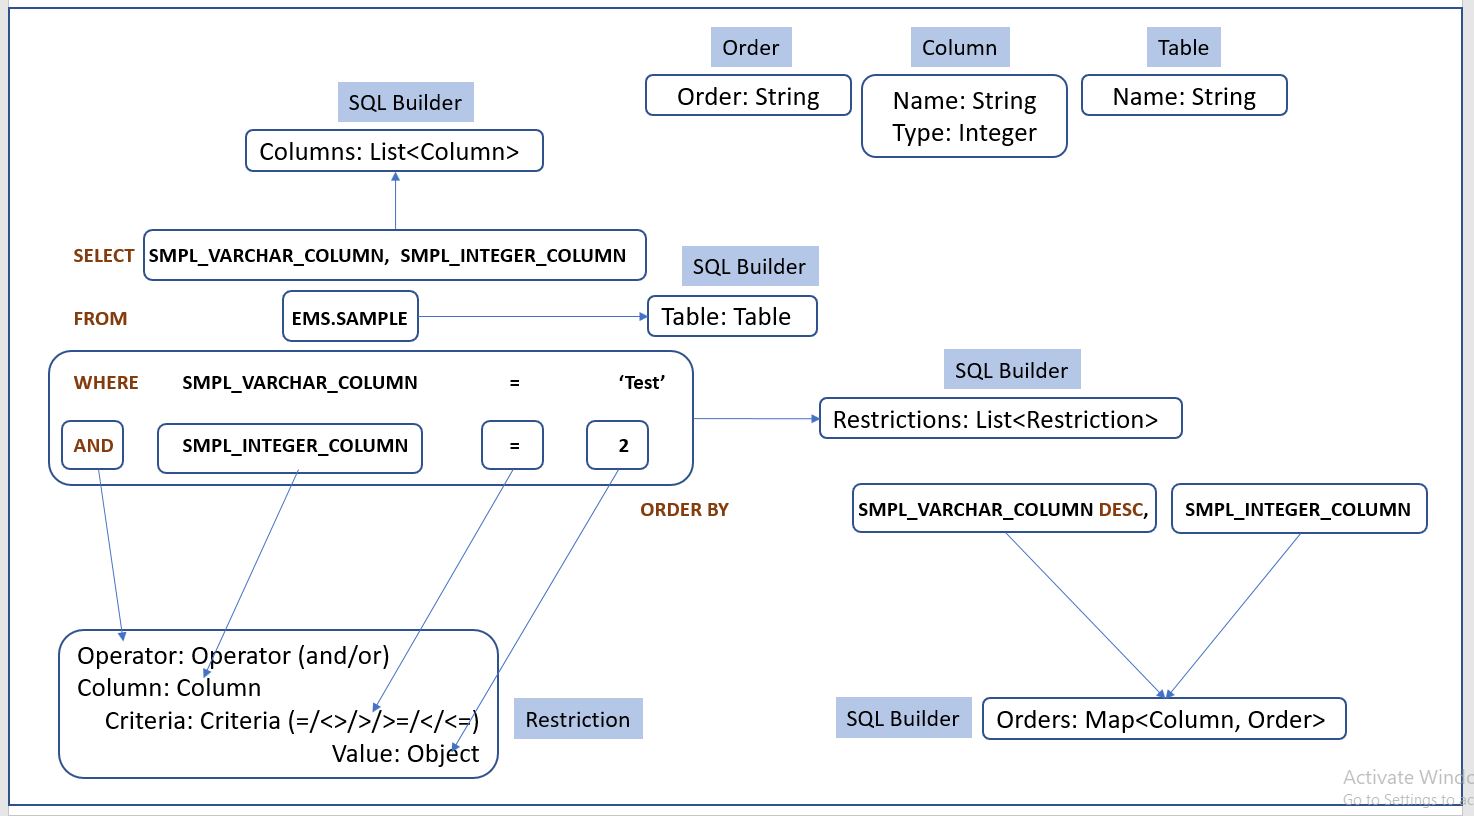 Order
Column
Table
Order: String
Name: String
Type: Integer
Name: String
SQL Builder
Columns: List<Column>
SELECT SMPL_VARCHAR_COLUMN, SMPL_INTEGER_COLUMN
SQL Builder
FROM EMS.SAMPLE
Table: Table
WHERE SMPL_VARCHAR_COLUMN = ‘Test’
AND SMPL_INTEGER_COLUMN = 2
SQL Builder
Restrictions: List<Restriction>
ORDER BY SMPL_VARCHAR_COLUMN DESC, SMPL_INTEGER_COLUMN
Operator: Operator (and/or)
Column: Column
Criteria: Criteria (=/<>/>/>=/</<=)
Value: Object
Restriction
SQL Builder
Orders: Map<Column, Order>
Activate Windo
Go to Settings to ac